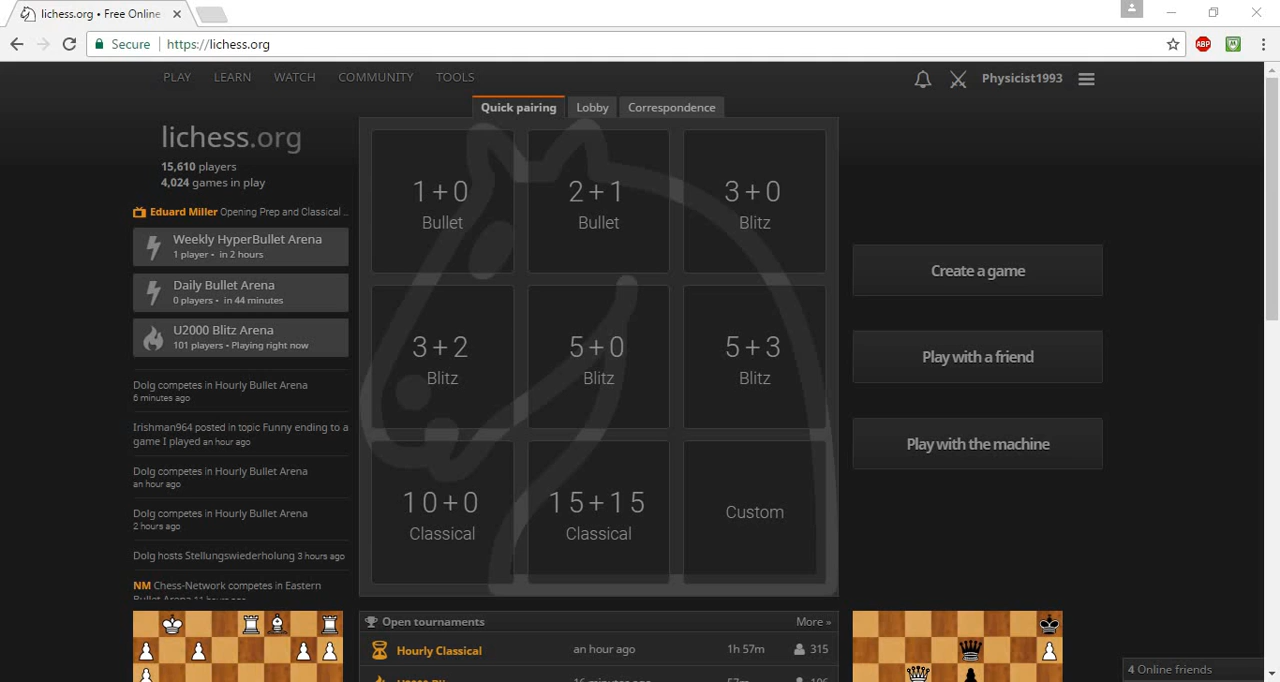 lichess.org • Free Online
Secure
https://lichess.org
ABP
PLAY LEARN WATCH COMMUNITY TOOLS
Physicist1993
Quick pairing Lobby Correspondence
lichess.org
15,610 players
4,024 games in play
Eduard Miller Opening Prep and Classical ..
Weekly HyperBullet Arena
1 player • in 2 hours
Daily Bullet Arena
0 players • in 44 minutes
U2000 Blitz Arena
101 players • Playing right now
Dolg competes in Hourly Bullet Arena
6 minutes ago
Irishman964 posted in topic Funny ending to a
game I played an hour ago
Dolg competes in Hourly Bullet Arena
an hour ago
Dolg competes in Hourly Bullet Arena
2 hours ago
Dolg hosts Stellungswiederholung 3 hours ago
NM Chess-Network competes in Eastern
Bullet Arena 11 hours ago
1+0
Bullet
2+1
Bullet
3+0
Blitz
3+2
Blitz
5+0
Blitz
5+3
Blitz
10+0
Classical
15+15
Classical
Custom
Create a game
Play with a friend
Play with the machine
Open tournaments More »
Hourly Classical an hour ago 1h 57m 315
4 Online friends